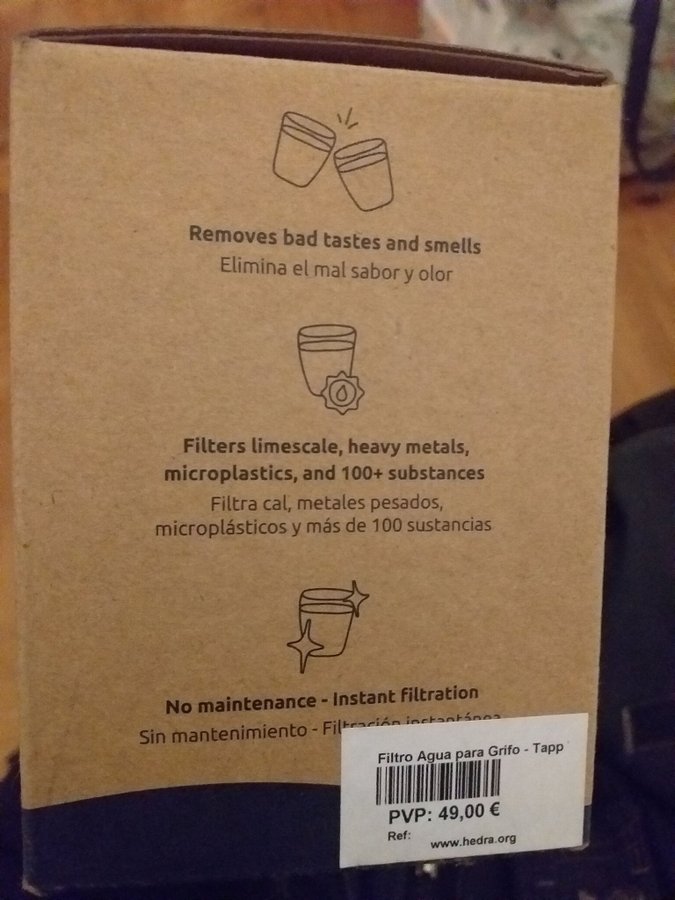 Removes bad tastes and smells
Elimina el mal sabor y olor
Filters limescale, heavy metals,
microplastics, and 100+ substances
Filtra cal, metales pesados,
microplásticos y más de 100 sustancias
No maintenance - Instant filtration
Sin mantenimiento - Filtración instantánea
Filtro Agua para Grifo - Tapp
PVP: 49,00 €
Ref:
www.hedra.org